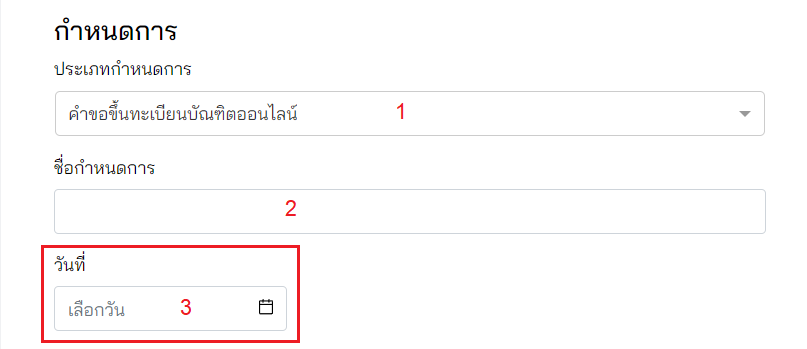 กำหนดการ
ประเภทกำหนดการ
คำขอขึ้นทะเบียนบัณฑิตออนไลน์ 1
ชื่อกำหนดการ
2
วันที่
เลือกวัน 3